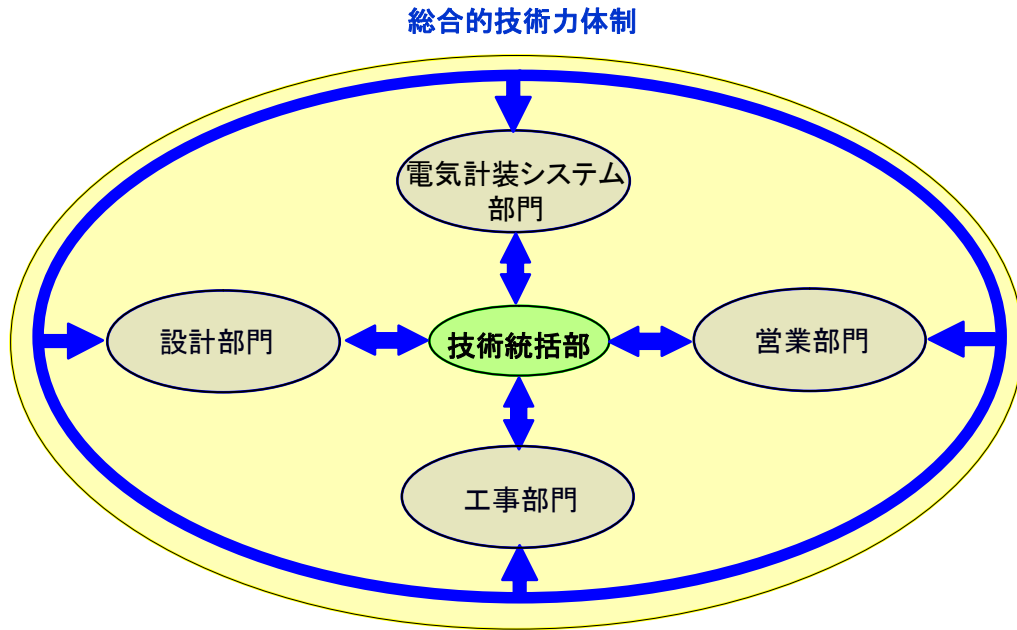 総合的技術力体制
電気計装システム
部門
設計部門
技術統括部
営業部門
工事部門